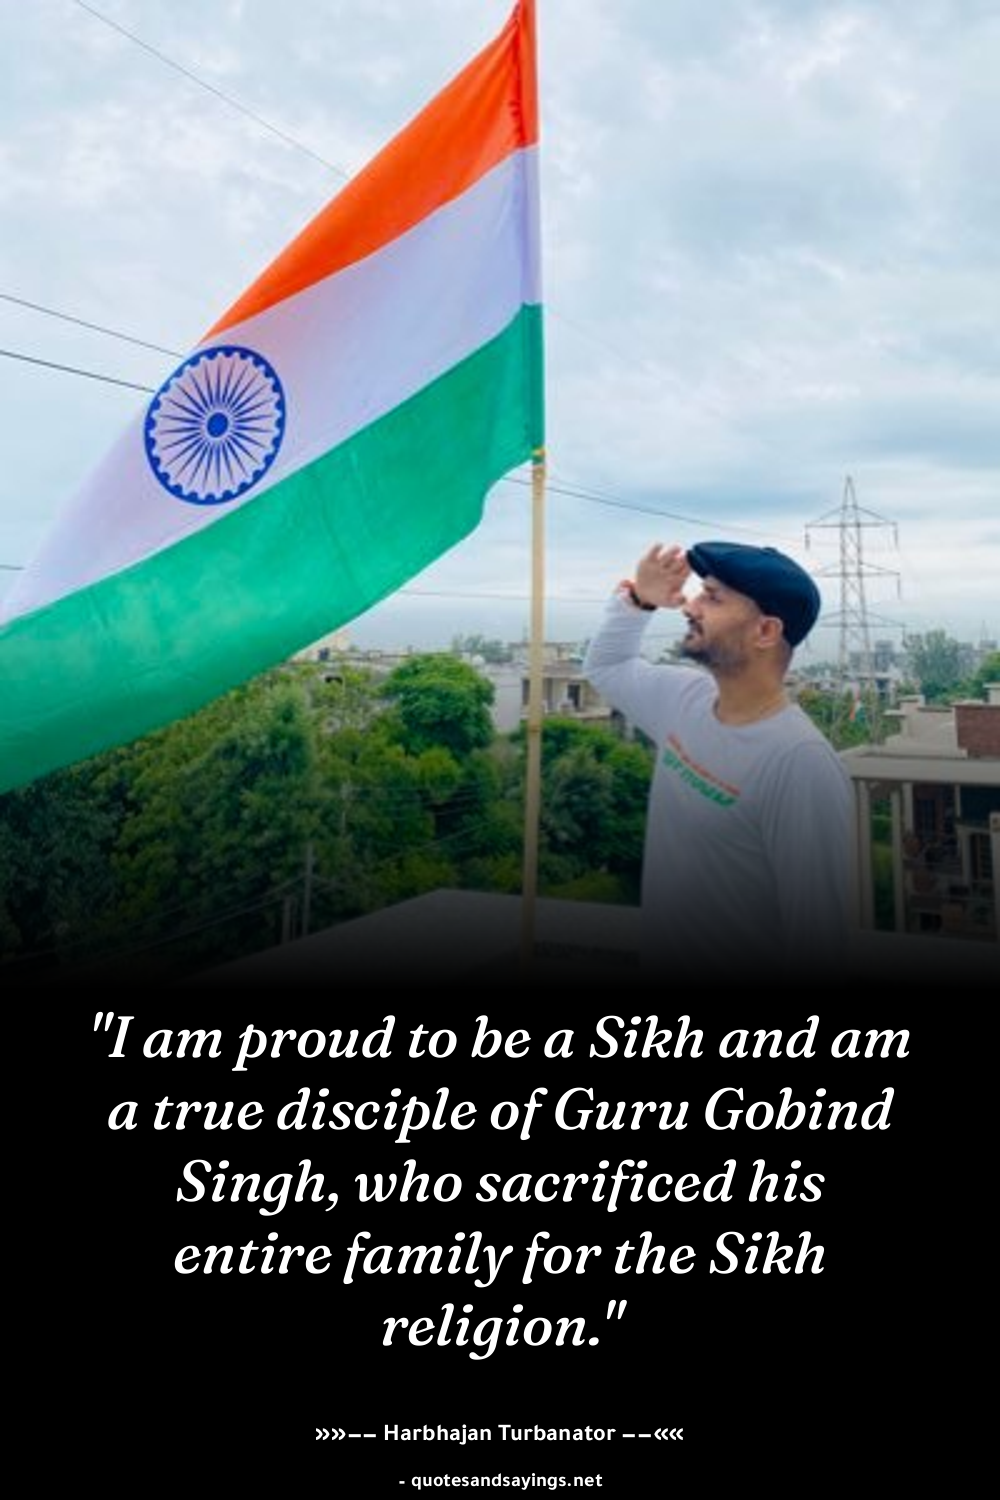 "I am proud to be a Sikh and am
a true disciple of Guru Gobind
Singh, who sacrificed his
entire family for the Sikh
religion."
»»−− Harbhajan Turbanator −−««
- quotesandsayings.net